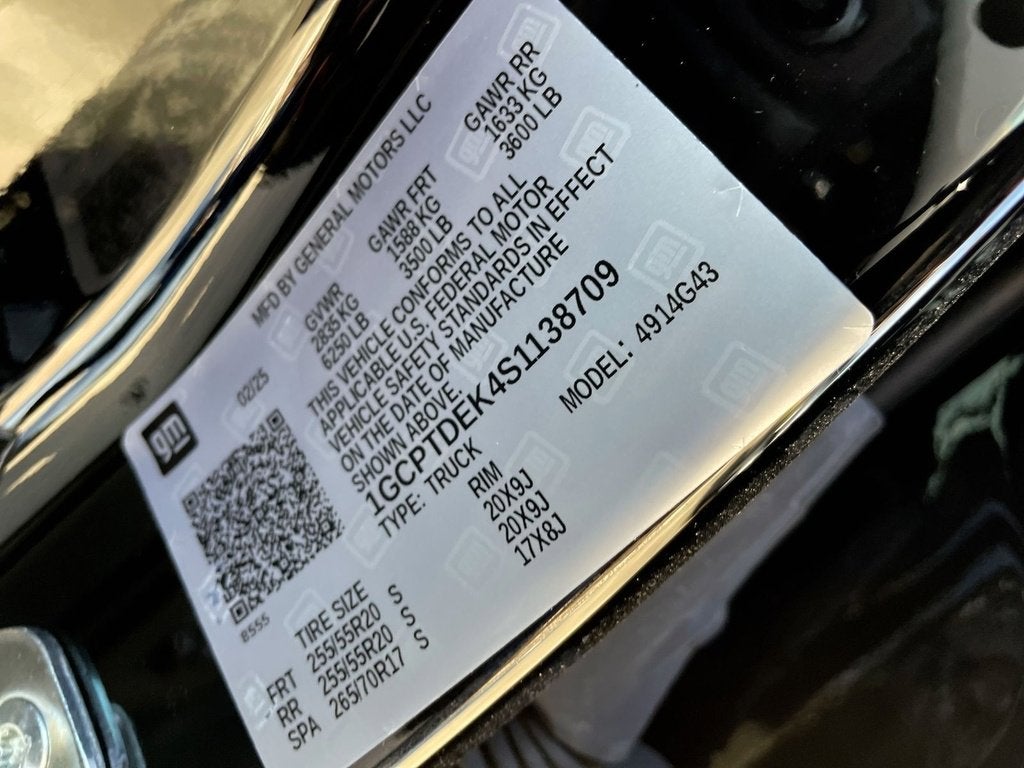 gm
MFD BY GENERAL MOTORS LLC
02/25
GVWR GAWR FRT GAWR RR
2835 KG 1588 KG 1633 KG
6250 LB 3500 LB 3600 LB
THIS VEHICLE CONFORMS TO ALL
APPLICABLE U.S. FEDERAL MOTOR
VEHICLE SAFETY STANDARDS IN EFFECT
ON THE DATE OF MANUFACTURE
SHOWN ABOVE.
1GCPTDEK4S1138709
TYPE: TRUCK MODEL: 4914G43
8555
TIRE SIZE RIM
FRT 255/55R20 S 20X9J
RR 255/55R20 S 20X9J
SPA 265/70R17 S 17X8J